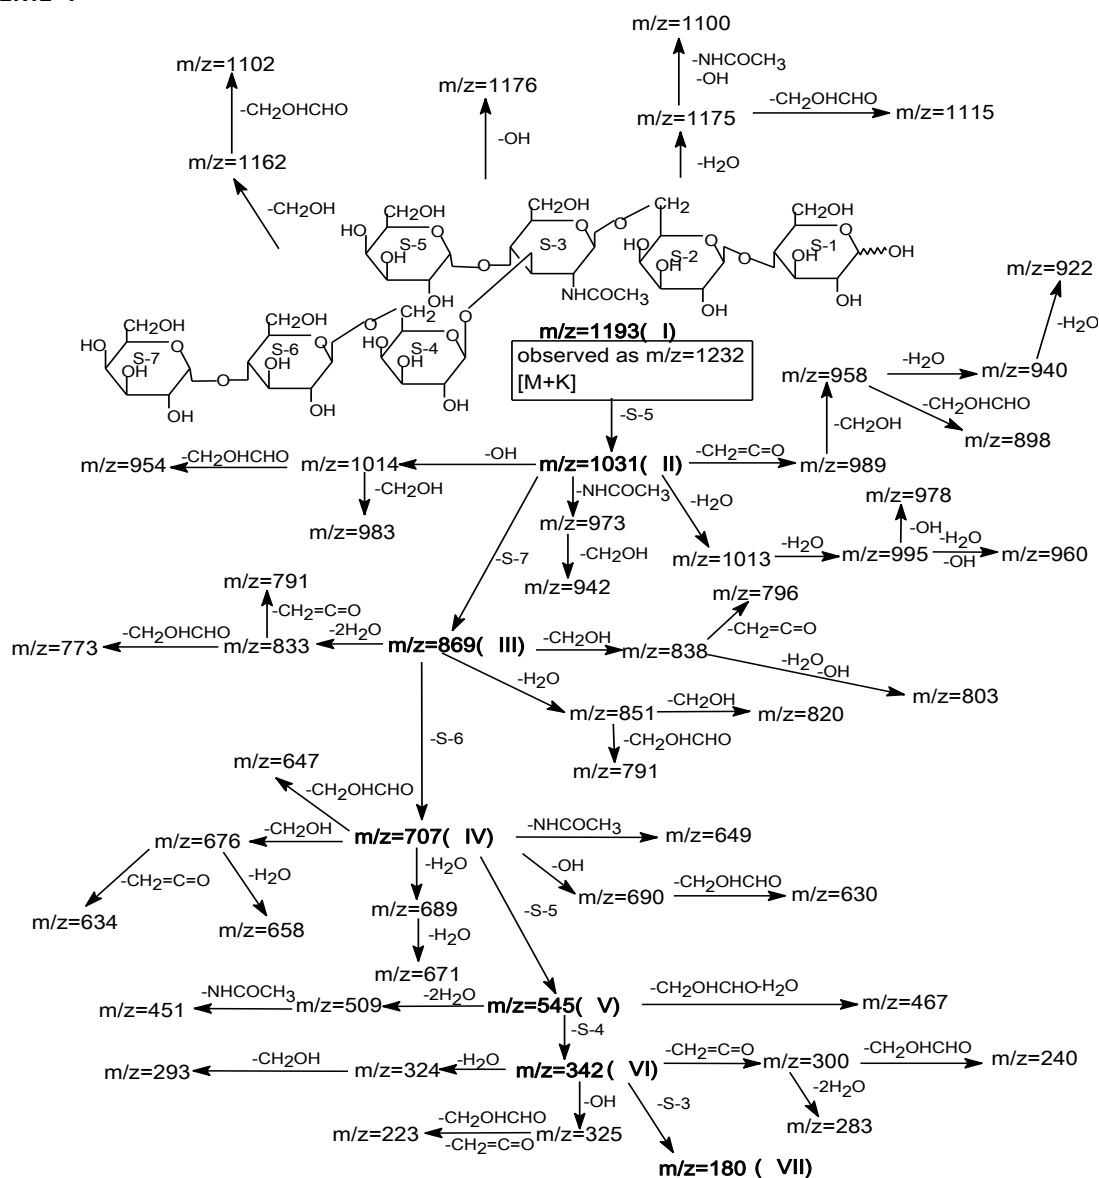 m/z=1100
-NHCOCH3
-OH
m/z=1102
m/z=1176
-CH2OHCHO
m/z=1175
-CH2OHCHO
m/z=1115
-OH
-H2O
m/z=1162
-CH2OH
CH2OH
HO
O
S-5
OH
OH
O
CH2OH
O
S-3
NHCOCH3
O
CH2
HO
O
S-2
OH
OH
O
CH2OH
O
S-1
OH
OH
OH
CH2OH
HO
O
S-7
OH
OH
O
CH2OH
O
S-6
OH
OH
O
CH2
HO
O
S-4
OH
OH
O
m/z=1193( I)
observed as m/z=1232
[M+K]
m/z=922
-H2O
-S-5
m/z=958
-H2O
m/z=940
-CH2OHCHO
-CH2OH
m/z=898
m/z=954
-CH2OHCHO
m/z=1014
-OH
m/z=1031( II)
-CH2=C=O
m/z=989
-CH2OH
m/z=983
-NHCOCH3
m/z=973
-CH2OH
m/z=942
-H2O
m/z=1013
-H2O
m/z=995
-OH
m/z=978
-H2O
-OH
m/z=960
-S-7
m/z=791
-CH2=C=O
m/z=773
-CH2OHCHO
m/z=833
-2H2O
m/z=869( III)
-CH2OH
m/z=838
-CH2=C=O
m/z=796
-H2O
-OH
m/z=803
-H2O
m/z=851
-CH2OH
m/z=820
-CH2OHCHO
m/z=791
-S-6
m/z=647
-CH2OHCHO
m/z=676
-CH2OH
m/z=707( IV)
-NHCOCH3
m/z=649
-CH2=C=O
m/z=634
-H2O
m/z=658
-H2O
m/z=689
-H2O
m/z=671
-OH
m/z=690
-CH2OHCHO
m/z=630
-S-5
m/z=451
-NHCOCH3
m/z=509
-2H2O
m/z=545( V)
-CH2OHCHO-H2O
m/z=467
-S-4
m/z=293
-CH2OH
m/z=324
-H2O
m/z=342 ( VI)
-CH2=C=O
m/z=300
-CH2OHCHO
m/z=240
-2H2O
m/z=283
-OH
m/z=223
-CH2OHCHO
-CH2=C=O
m/z=325
-S-3
m/z=180 ( VII)